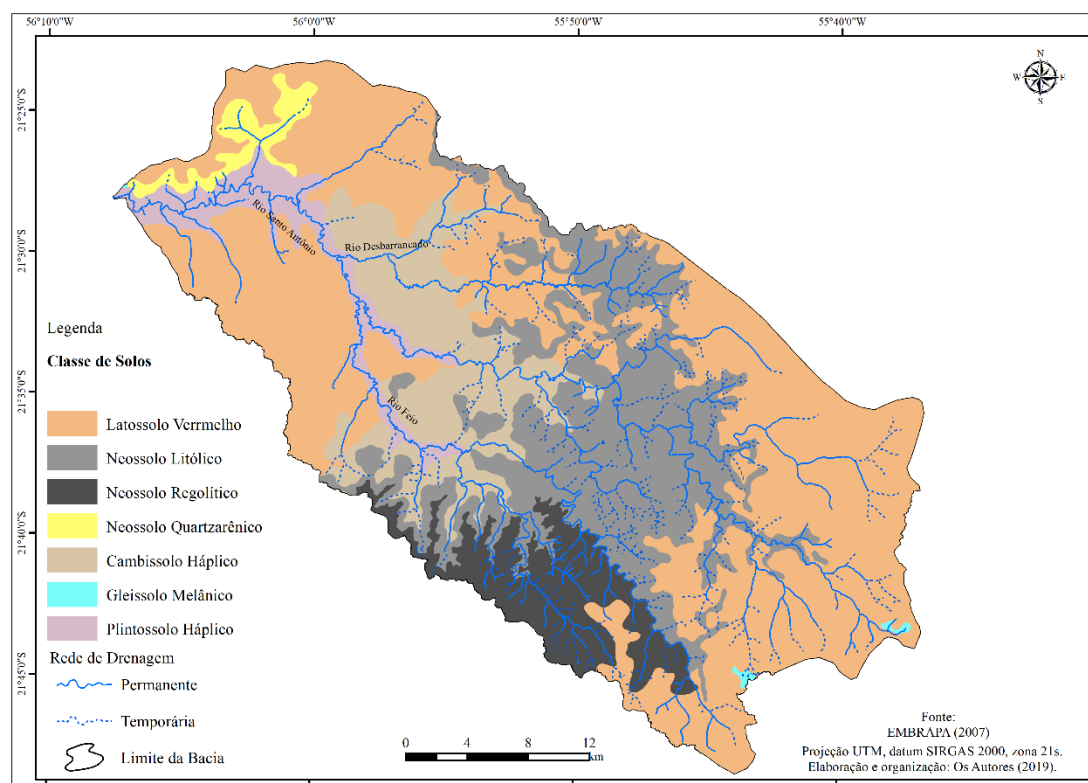 56°10'0"W
56°0'0"W
55°50'0"W
55°40'0"W
21°25'0"S
21°30'0"S
21°35'0"S
21°40'0"S
21°45'0"S
N
W E
S
Rio Santo Antônio
Rio Desbarrancado
Rio Feio
Legenda
Classe de Solos
Latossolo Verrmelho
Neossolo Litólico
Neossolo Regolítico
Neossolo Quartzarênico
Cambissolo Háplico
Gleissolo Melânico
Plintossolo Háplico
Rede de Drenagem
Permanente
Temporária
Limite da Bacia
0 4 8 12
km
Fonte:
EMBRAPA (2007)
Projeção UTM, datum SIRGAS 2000, zona 21s.
Elaboração e organização: Os Autores (2019).